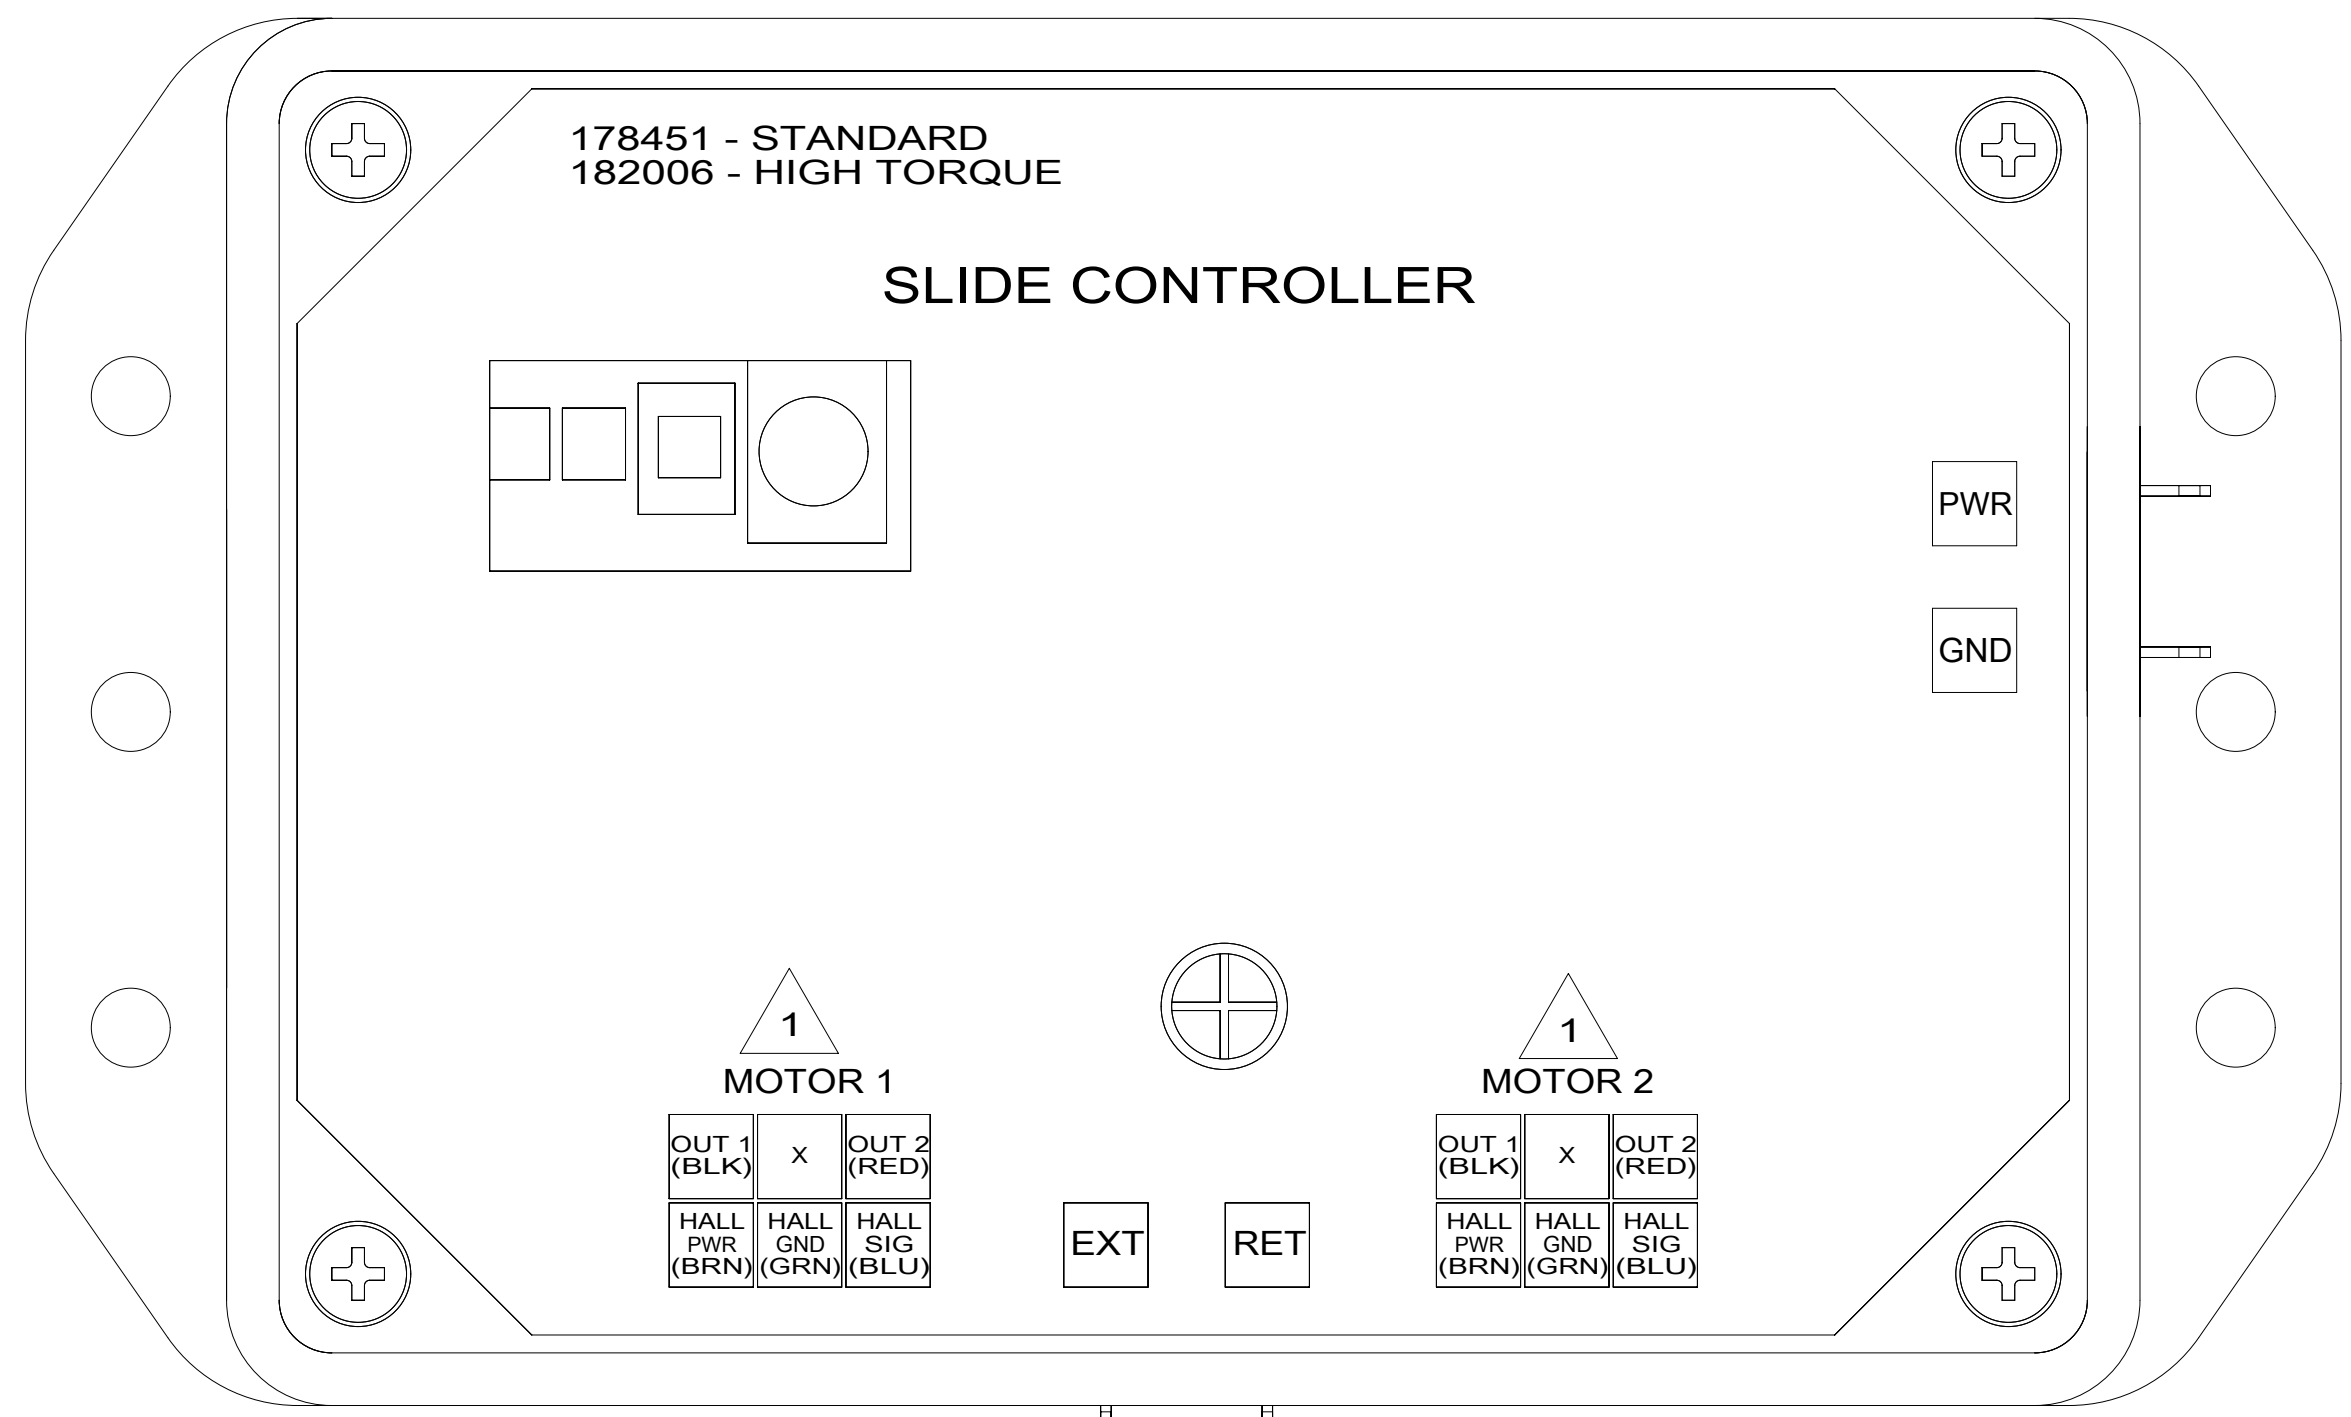 178451 - STANDARD
182006 - HIGH TORQUE
SLIDE CONTROLLER
PWR
GND
1
MOTOR 1
OUT 1
(BLK)
X
OUT 2
(RED)
HALL
PWR
(BRN)
HALL
GND
(GRN)
HALL
SIG
(BLU)
EXT
RET
1
MOTOR 2
OUT 1
(BLK)
X
OUT 2
(RED)
HALL
PWR
(BRN)
HALL
GND
(GRN)
HALL
SIG
(BLU)